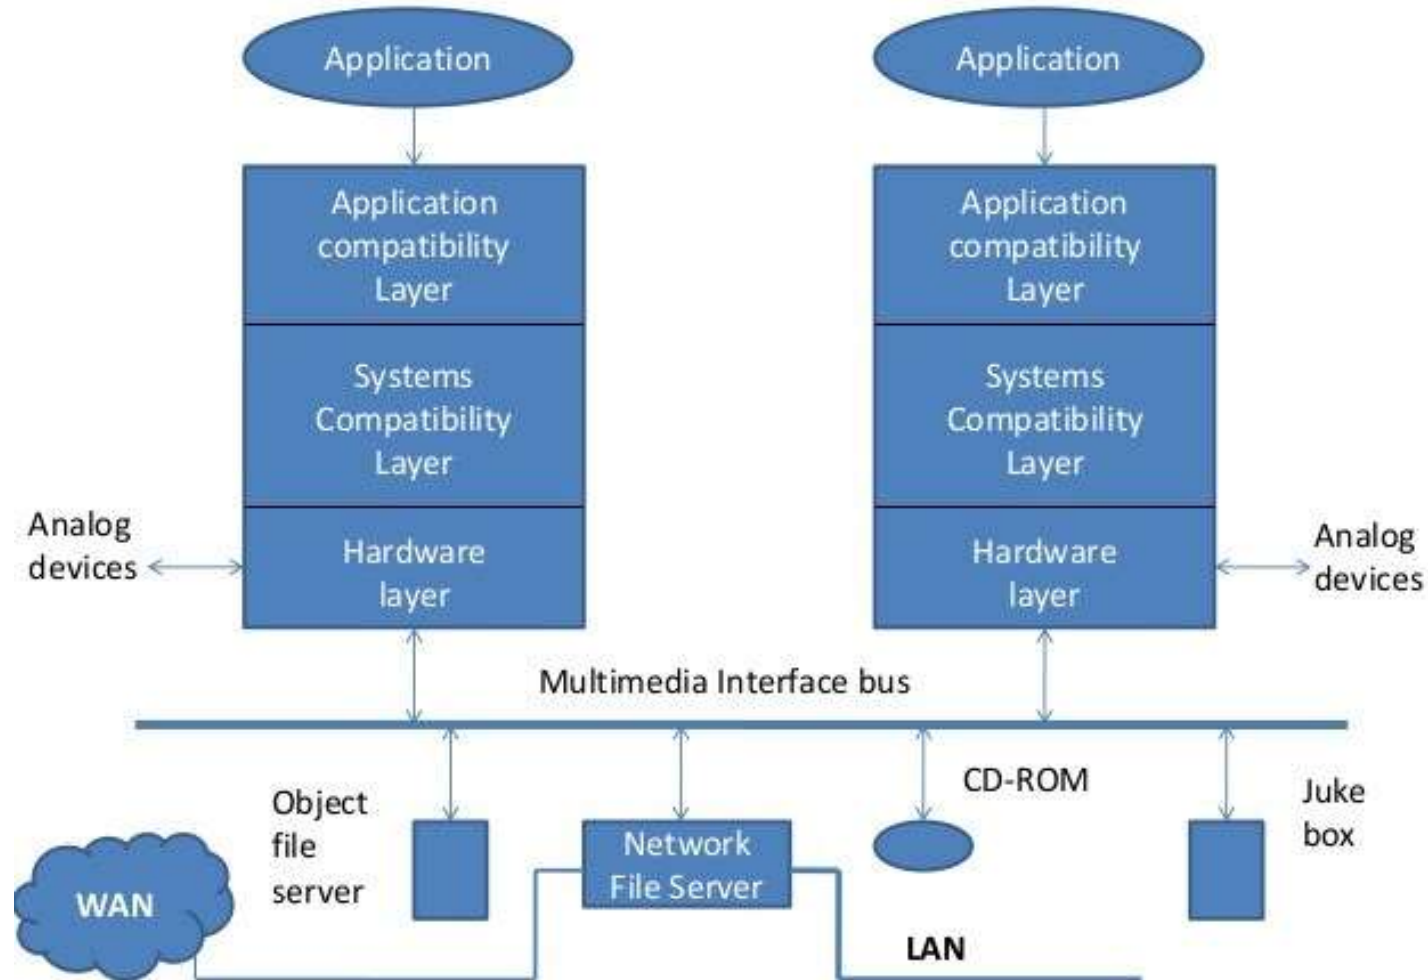 Application
Application
Application
compatibility
Layer
Application
compatibility
Layer
Systems
Compatibility
Layer
Systems
Compatibility
Layer
Analog
devices
Hardware
layer
Hardware
layer
Analog
devices
Multimedia Interface bus
Object
file
server
Network
File Server
CD-ROM
Juke
box
WAN
LAN